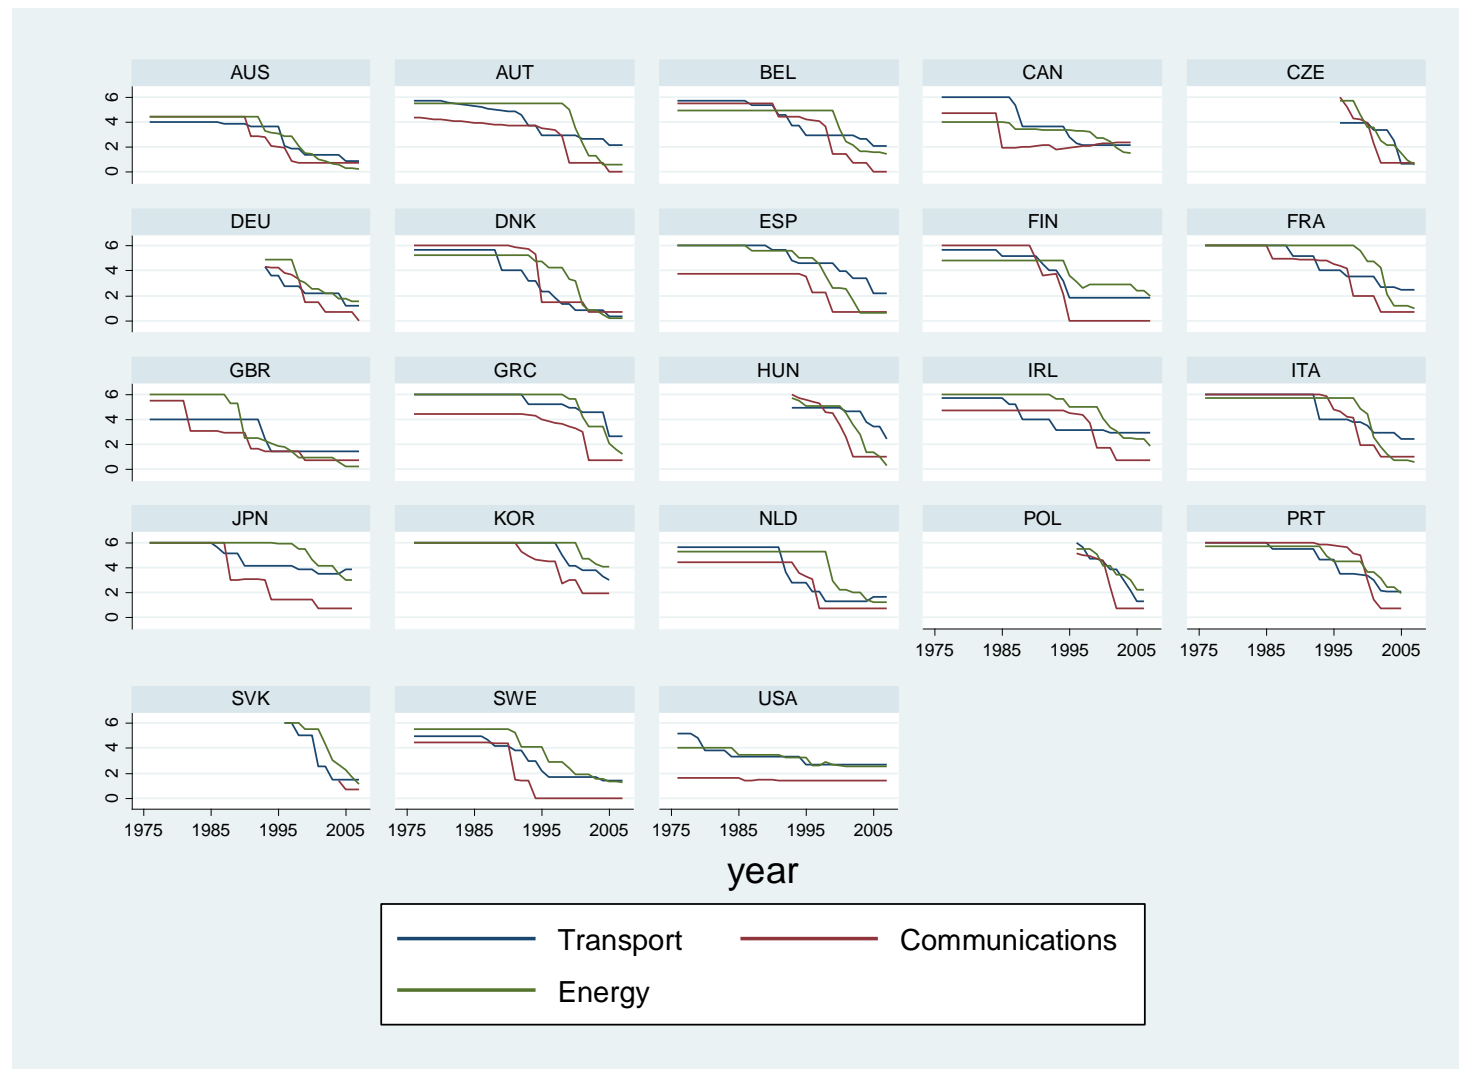 AUS AUT BEL CAN CZE
0 2 4 6
DEU DNK ESP FIN FRA
0 2 4 6
GBR GRC HUN IRL ITA
0 2 4 6
JPN KOR NLD POL PRT
0 2 4 6
1975 1985 1995 2005 1975 1985 1995 2005
SVK SWE USA
0 2 4 6
1975 1985 1995 2005 1975 1985 1995 2005 1975 1985 1995 2005
year
Transport Communications
Energy